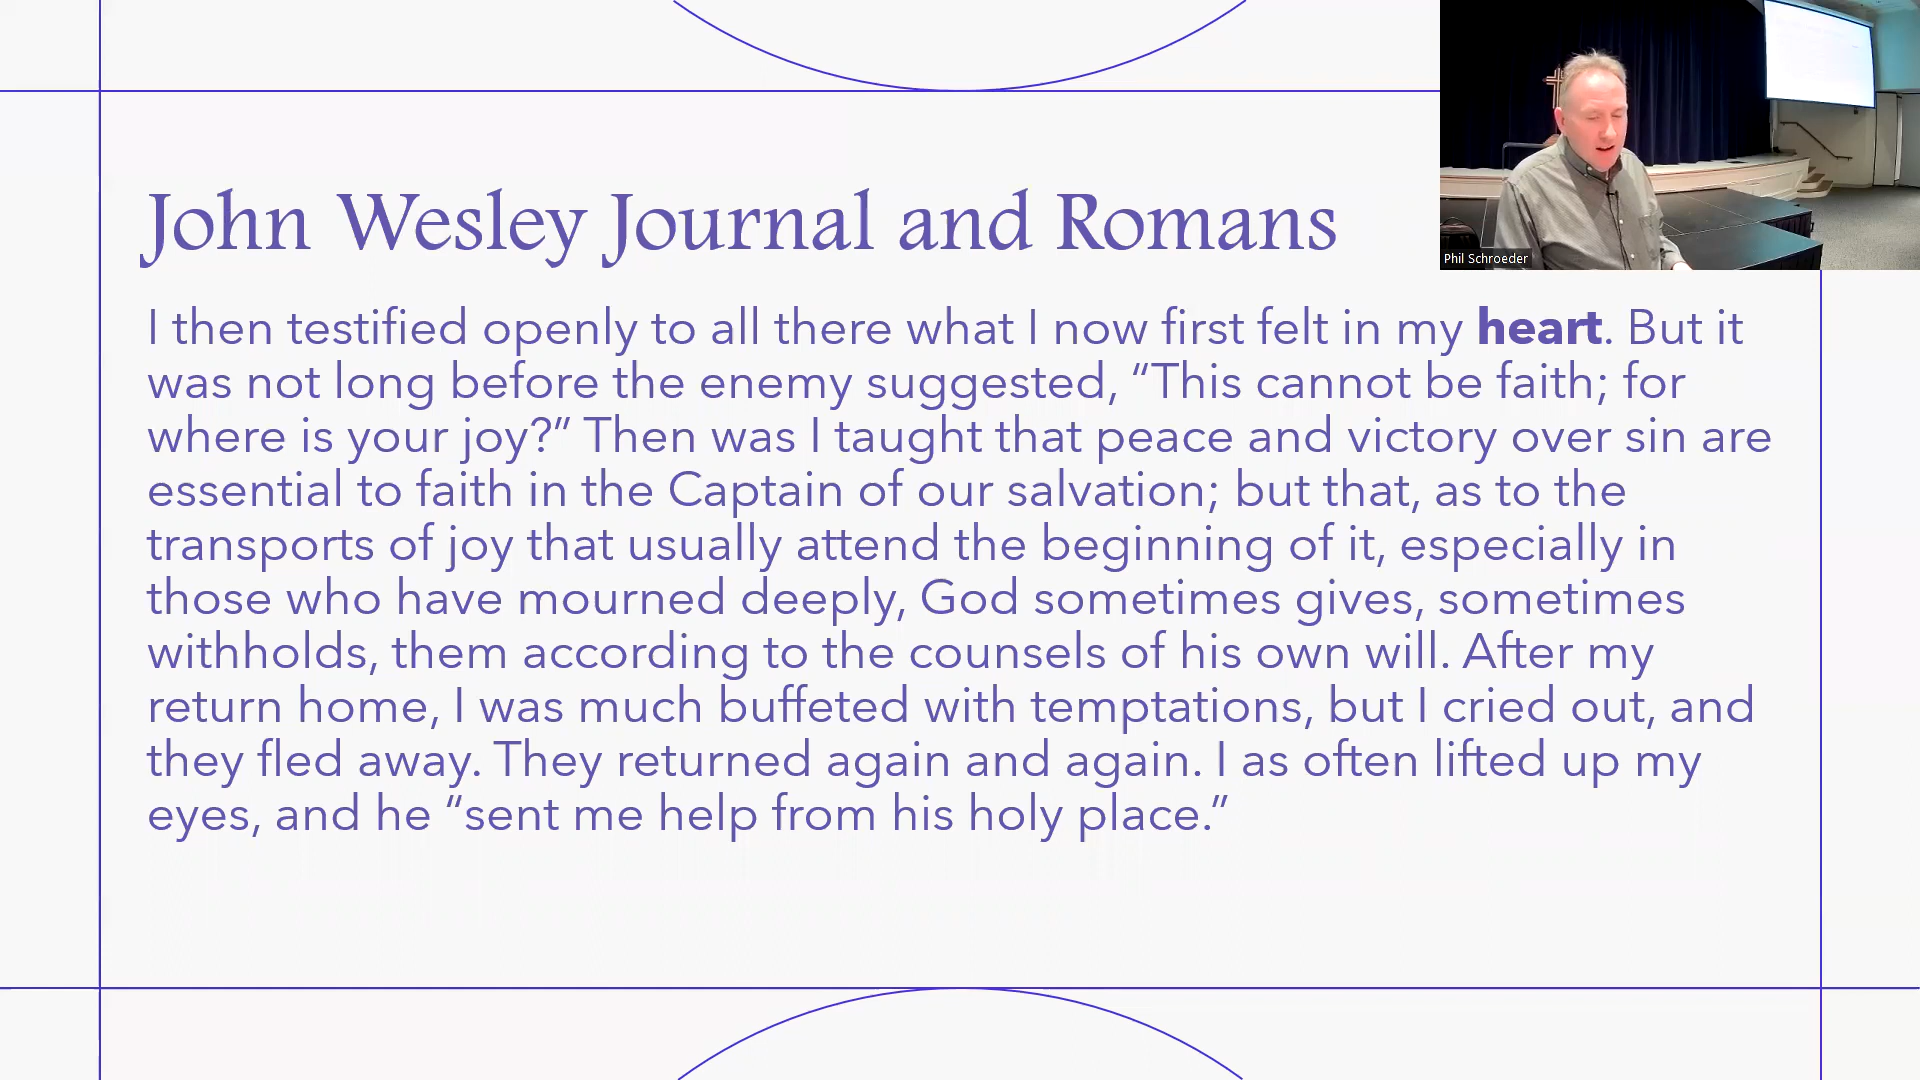 John Wesley Journal and Romans
I then testified openly to all there what I now first felt in my heart. But it
was not long before the enemy suggested, “This cannot be faith; for
where is your joy?” Then was I taught that peace and victory over sin are
essential to faith in the Captain of our salvation; but that, as to the
transports of joy that usually attend the beginning of it, especially in
those who have mourned deeply, God sometimes gives, sometimes
withholds, them according to the counsels of his own will. After my
return home, I was much buffeted with temptations, but I cried out, and
they fled away. They returned again and again. I as often lifted up my
eyes, and he “sent me help from his holy place.”
Phil Schroeder